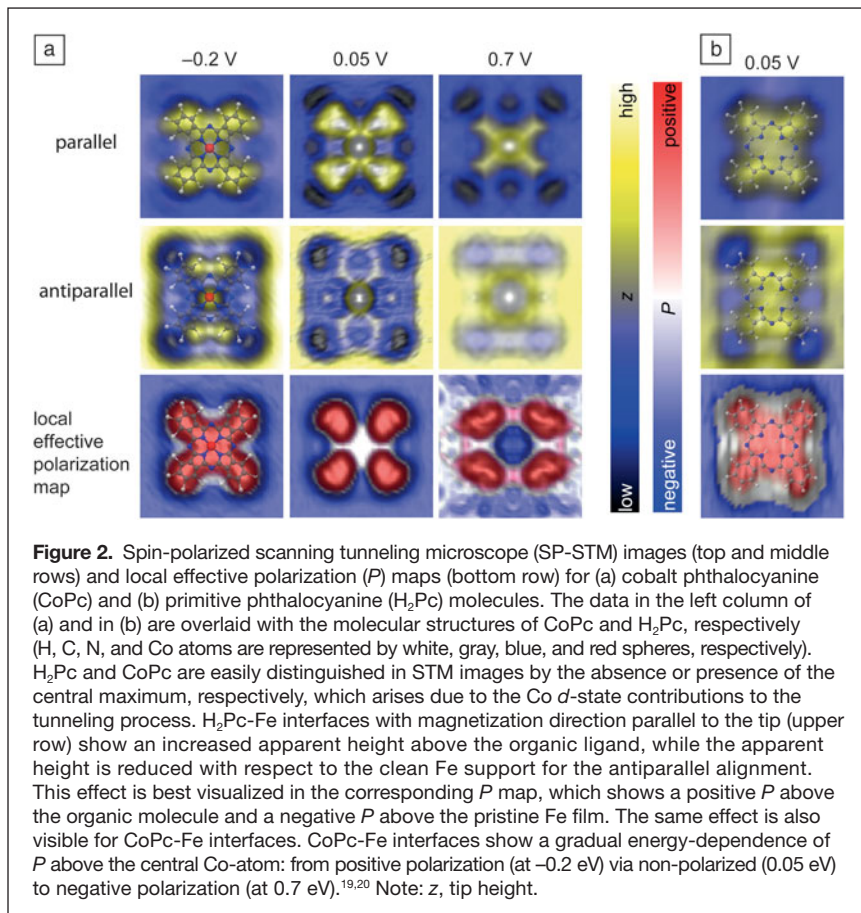 a
b
–0.2 V
0.05 V
0.7 V
0.05 V
parallel
antiparallel
local
effective
polarization
map
high
z
low
positive
P
negative
Figure 2. Spin-polarized scanning tunneling microscope (SP-STM) images (top and middle
rows) and local effective polarization (P) maps (bottom row) for (a) cobalt phthalocyanine
(CoPc) and (b) primitive phthalocyanine (H₂Pc) molecules. The data in the left column of
(a) and in (b) are overlaid with the molecular structures of CoPc and H₂Pc, respectively
(H, C, N, and Co atoms are represented by white, gray, blue, and red spheres, respectively).
H₂Pc and CoPc are easily distinguished in STM images by the absence or presence of the
central maximum, respectively, which arises due to the Co d-state contributions to the
tunneling process. H₂Pc-Fe interfaces with magnetization direction parallel to the tip (upper
row) show an increased apparent height above the organic ligand, while the apparent
height is reduced with respect to the clean Fe support for the antiparallel alignment.
This effect is best visualized in the corresponding P map, which shows a positive P above
the organic molecule and a negative P above the pristine Fe film. The same effect is also
visible for CoPc-Fe interfaces. CoPc-Fe interfaces show a gradual energy-dependence of
P above the central Co-atom: from positive polarization (at –0.2 eV) via non-polarized (0.05 eV)
to negative polarization (at 0.7 eV).¹⁹,²⁰ Note: z, tip height.